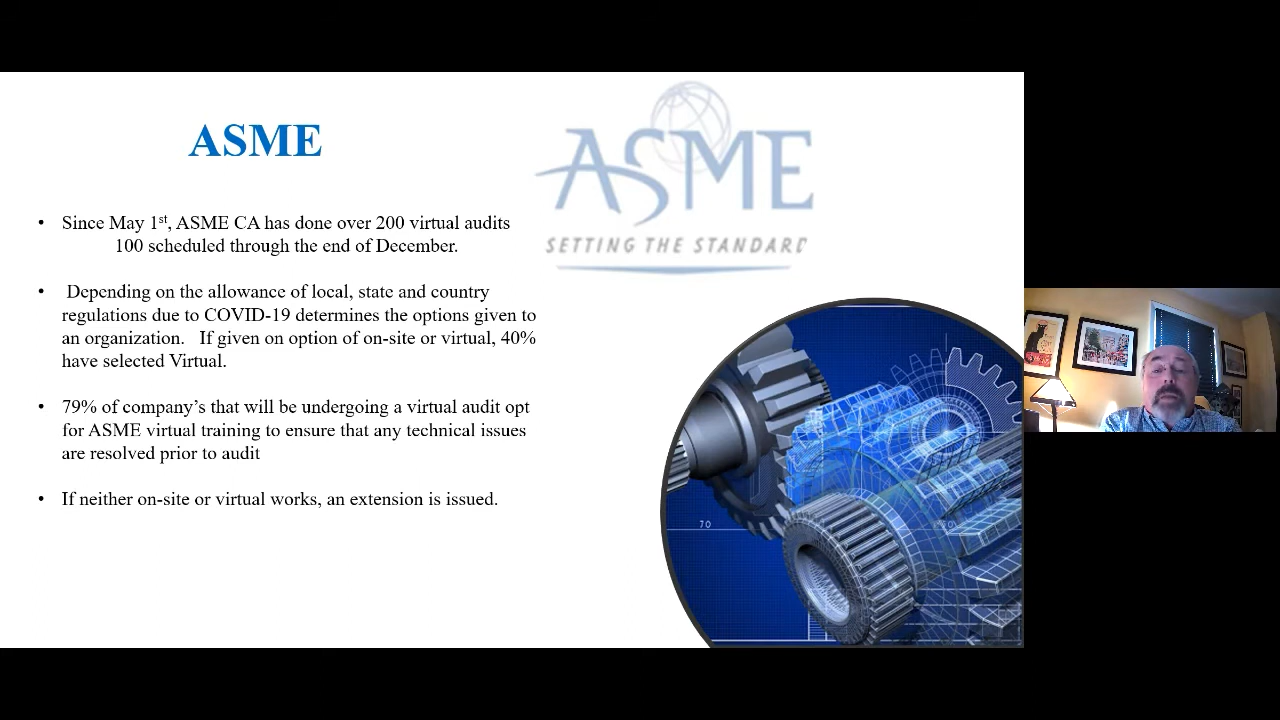 ASME
ASME
SETTING THE STANDARD
• Since May 1st, ASME CA has done over 200 virtual audits
100 scheduled through the end of December.
• Depending on the allowance of local, state and country
regulations due to COVID-19 determines the options given to
an organization. If given on option of on-site or virtual, 40%
have selected Virtual.
• 79% of company’s that will be undergoing a virtual audit opt
for ASME virtual training to ensure that any technical issues
are resolved prior to audit
• If neither on-site or virtual works, an extension is issued.
70